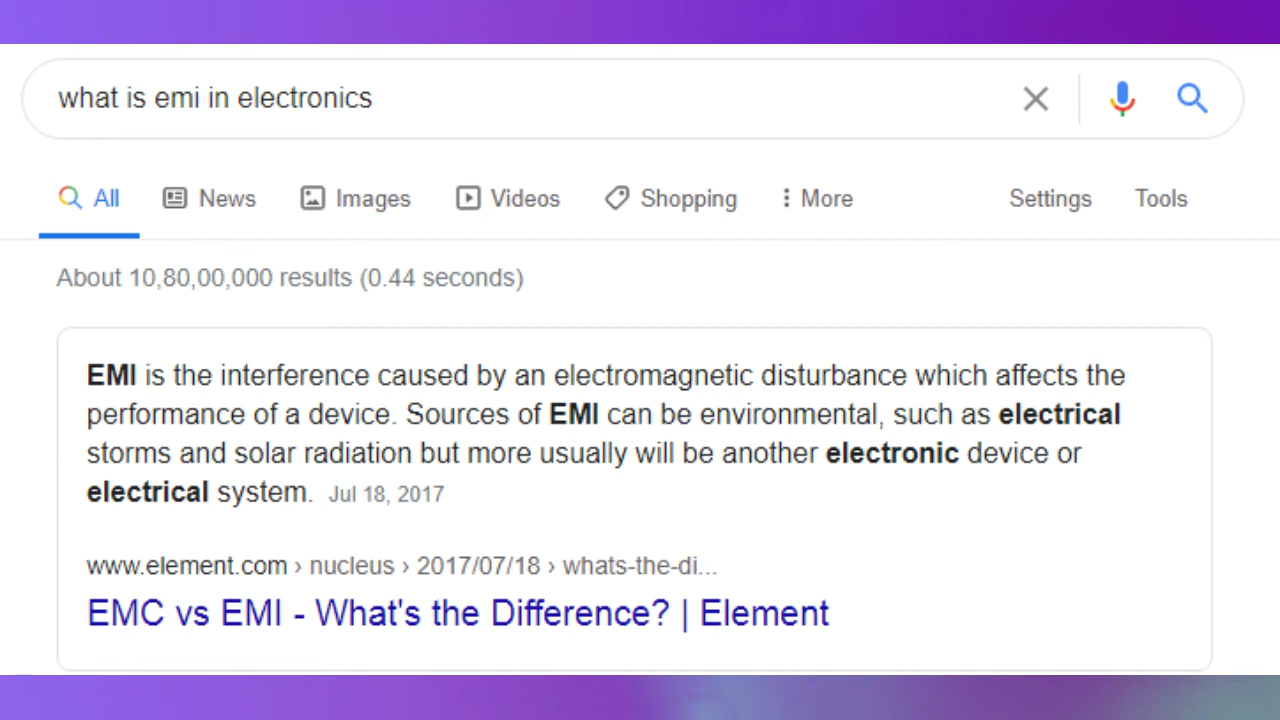 what is emi in electronics
All News Images Videos Shopping More Settings Tools
About 10,80,00,000 results (0.44 seconds)
EMI is the interference caused by an electromagnetic disturbance which affects the
performance of a device. Sources of EMI can be environmental, such as electrical
storms and solar radiation but more usually will be another electronic device or
electrical system. Jul 18, 2017
www.element.com › nucleus › 2017/07/18 › whats-the-di...
EMC vs EMI - What's the Difference? | Element